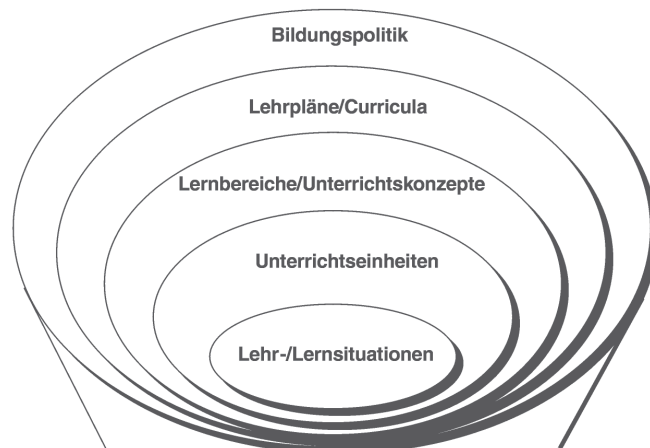 Bildungspolitik
Lehrpläne/Curricula
Lernbereiche/Unterrichtskonzepte
Unterrichtseinheiten
Lehr-/Lernsituationen